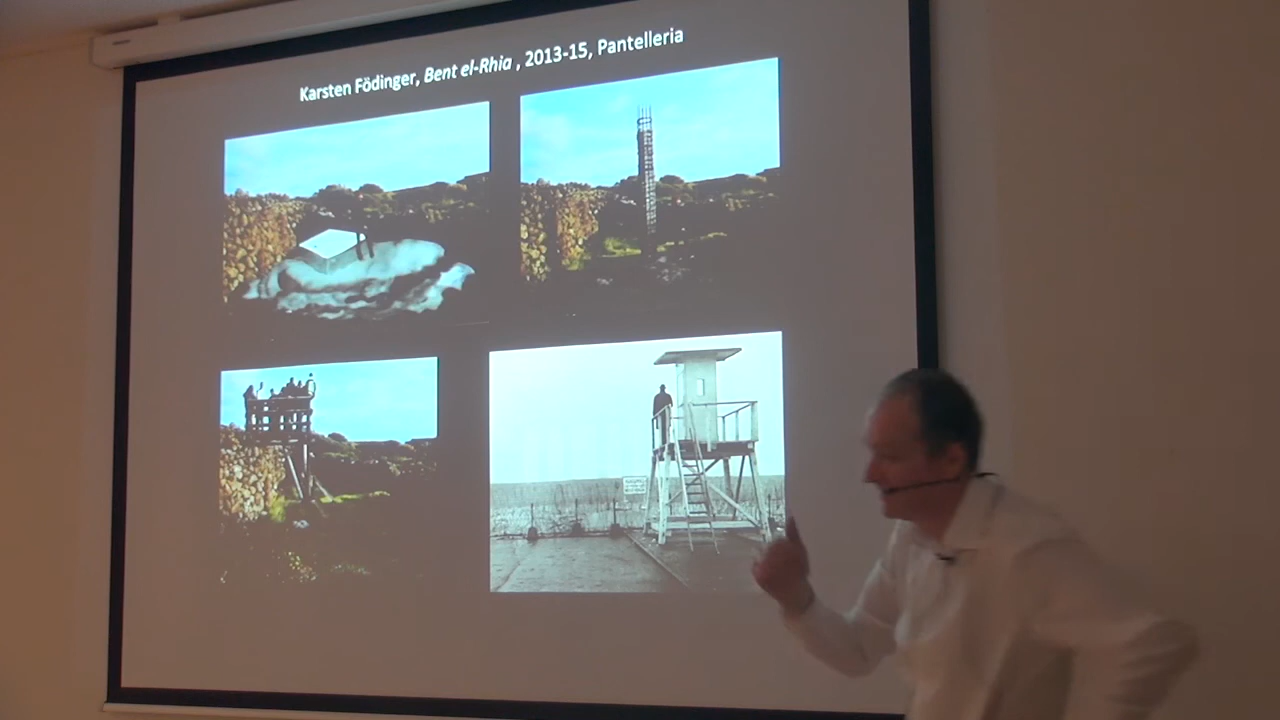 Karsten Födinger, Bent el-Rhia , 2013-15, Pantelleria